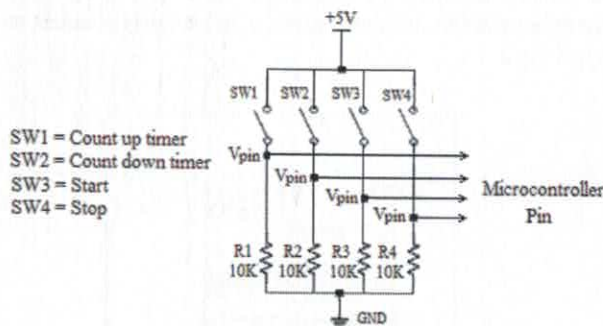 +5V
SW1 SW2 SW3 SW4
SW1 = Count up timer
SW2 = Count down timer
SW3 = Start
SW4 = Stop
Vpin
Vpin
Vpin
Vpin
Microcontroller
Pin
R1 R2 R3 R4
10K 10K 10K 10K
GND